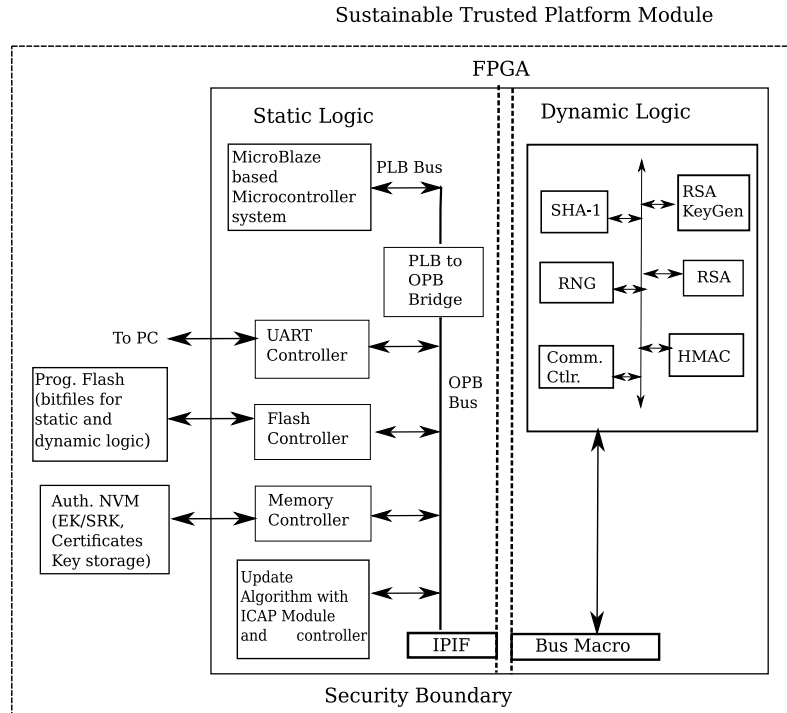 Sustainable Trusted Platform Module
FPGA
Static Logic
Dynamic Logic
MicroBlaze
based
Microcontroller
system
PLB Bus
PLB to
OPB
Bridge
To PC
UART
Controller
Prog. Flash
(bitfiles for
static and
dynamic logic)
Flash
Controller
OPB
Bus
Auth. NVM
(EK/SRK,
Certificates
Key storage)
Memory
Controller
Update
Algorithm with
ICAP Module
and controller
IPIF
Bus Macro
SHA-1
RSA
KeyGen
RNG
RSA
Comm.
Ctlr.
HMAC
Security Boundary